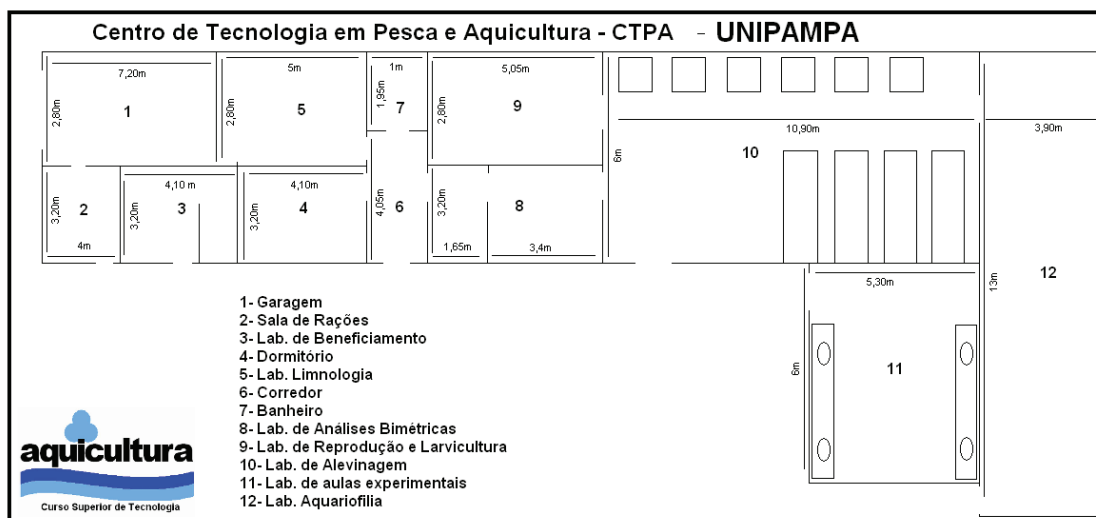 Centro de Tecnologia em Pesca e Aquicultura - CTPA - UNIPAMPA
7,20m
5m
1m
5,05m
2,80m
1
2,80m
5
1,95m
7
2,80m
9
10,90m
3,90m
6m
10
3,20m
2
4m
4,10 m
3,20m
3
4,10m
3,20m
4
4,05m
6
3,20m
8
1,65m
3,4m
5,30m
6m
11
13m
12
1- Garagem
2- Sala de Rações
3- Lab. de Beneficiamento
4- Dormitório
5- Lab. Limnologia
6- Corredor
7- Banheiro
8- Lab. de Análises Bimétricas
9- Lab. de Reprodução e Larvicultura
10- Lab. de Alevinagem
11- Lab. de aulas experimentais
12- Lab. Aquariofilia
aquicultura
Curso Superior de Tecnologia